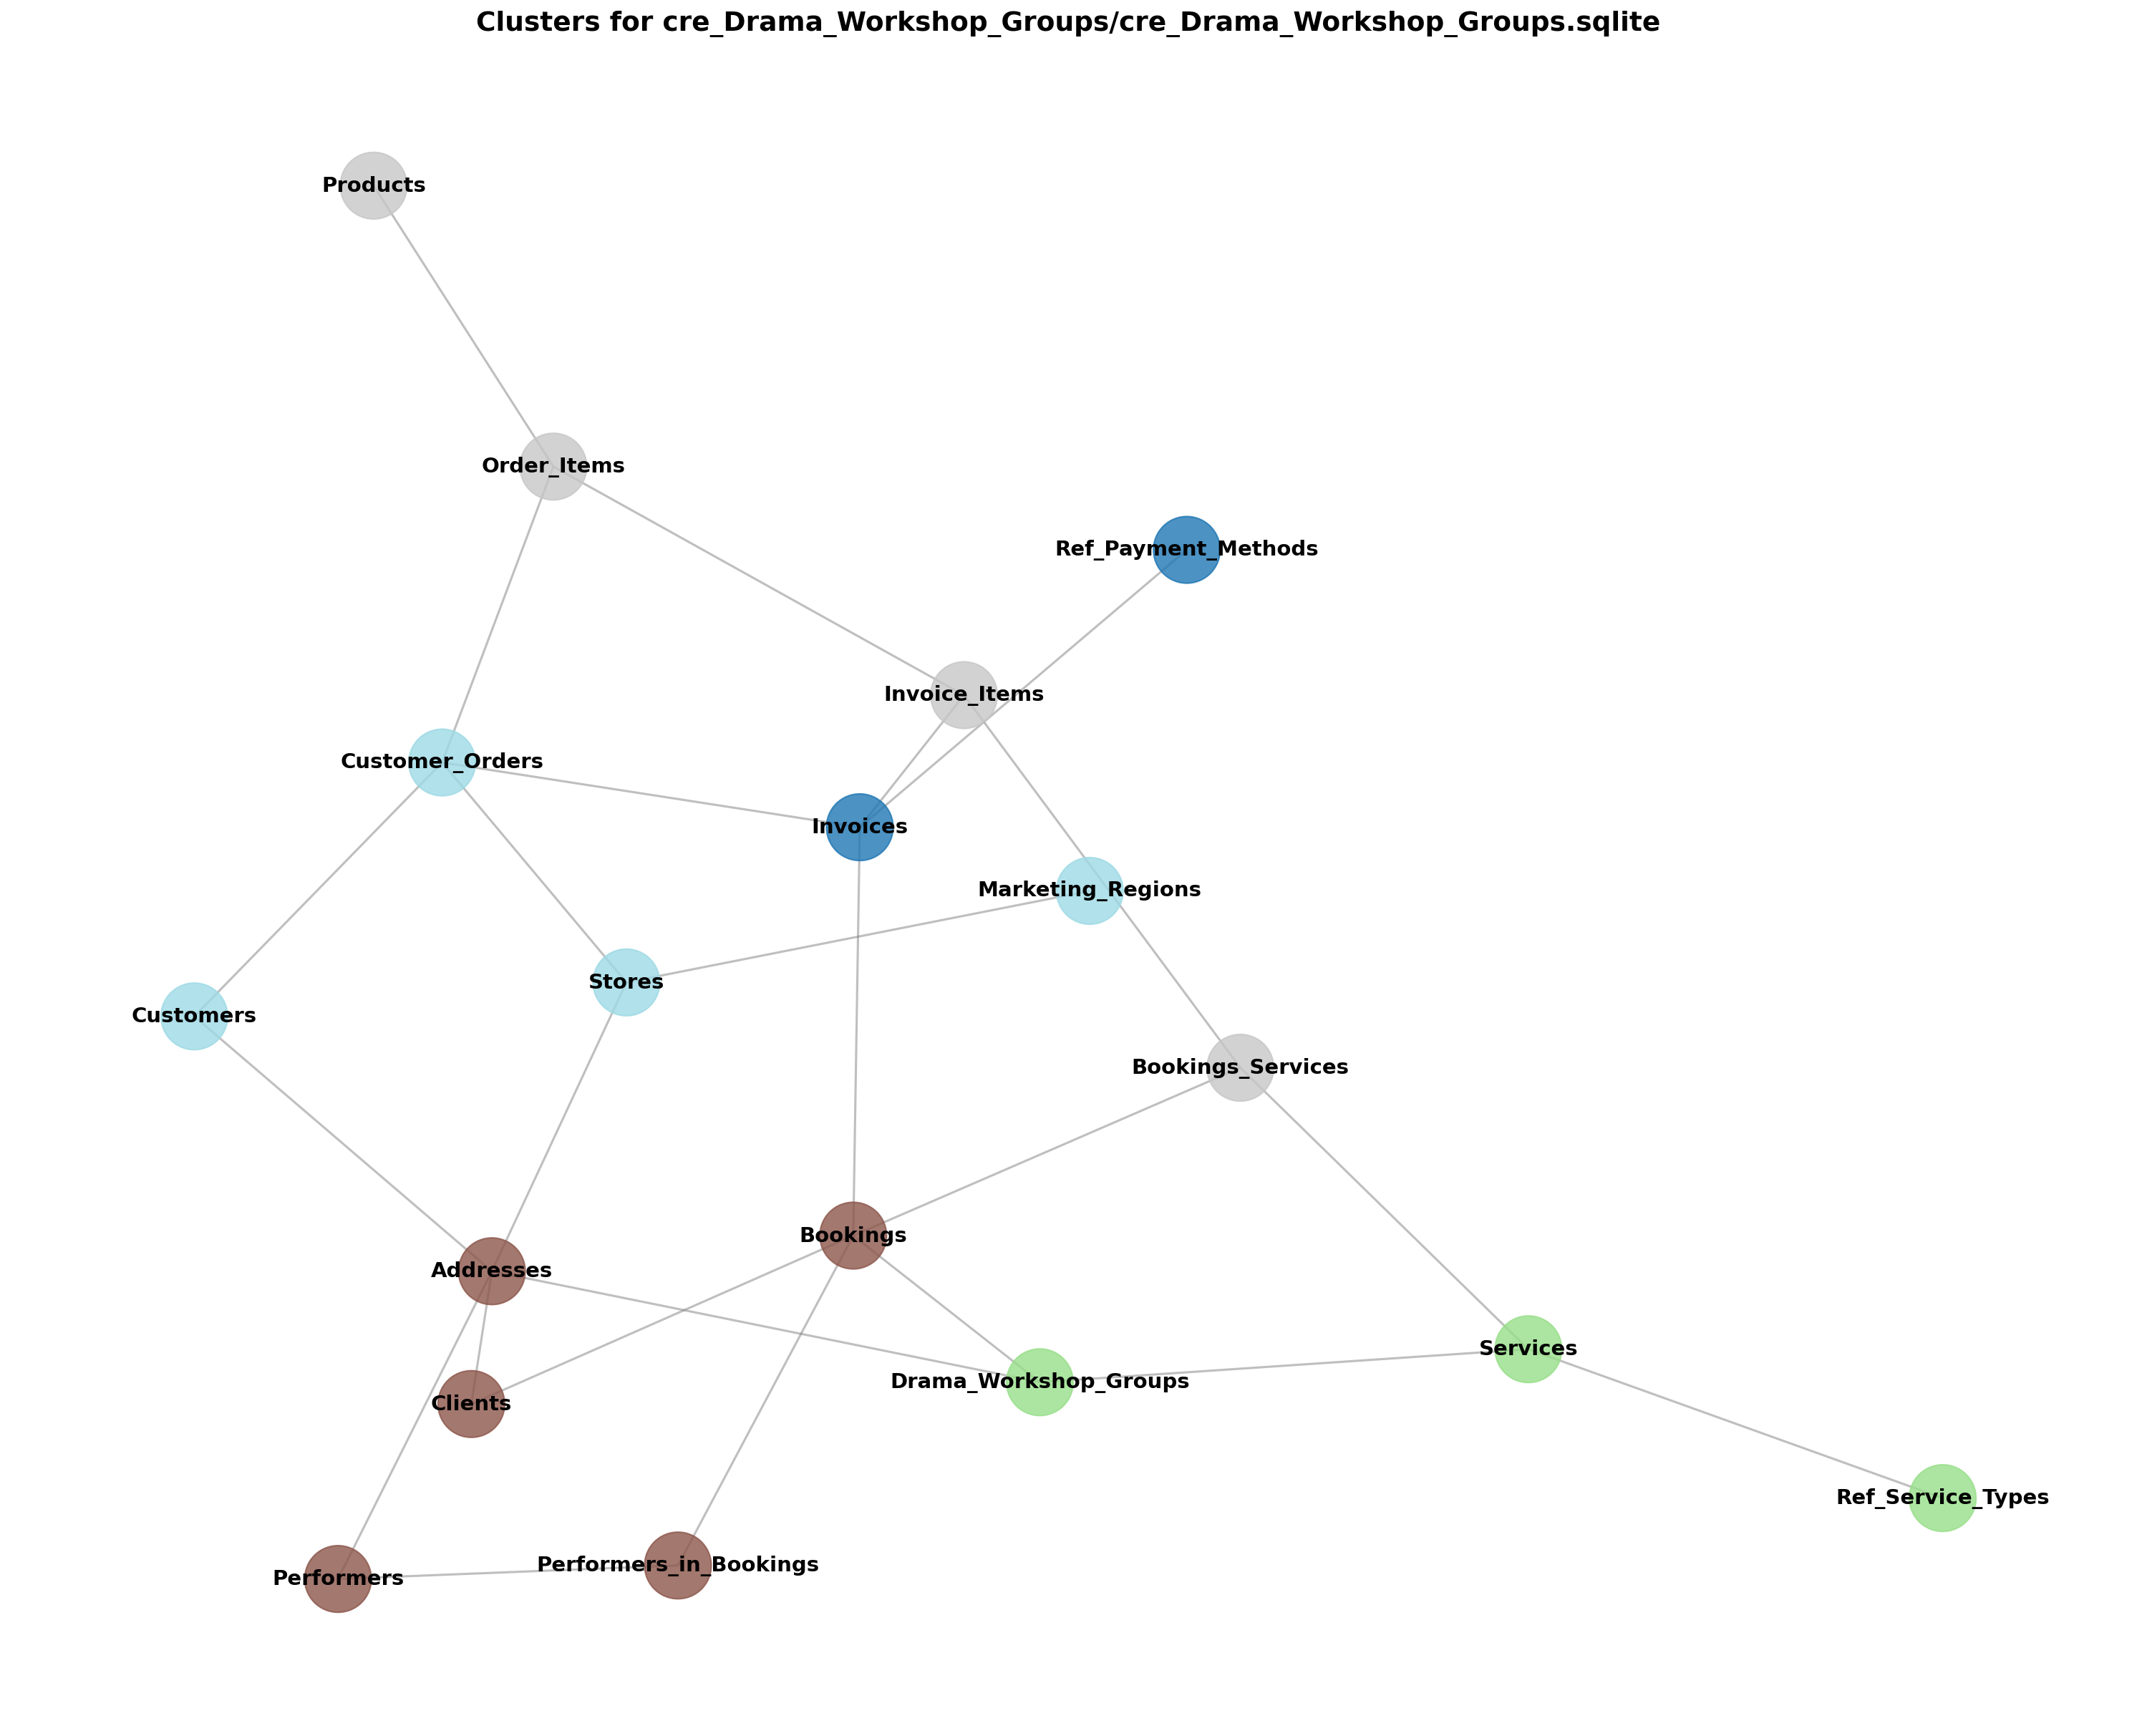 Clusters for cre_Drama_Workshop_Groups/cre_Drama_Workshop_Groups.sqlite
Products
Order_Items
Ref_Payment_Methods
Invoice_Items
Customer_Orders
Invoices
Marketing_Regions
Stores
Customers
Bookings_Services
Bookings
Addresses
Services
Drama_Workshop_Groups
Clients
Ref_Service_Types
Performers_in_Bookings
Performers